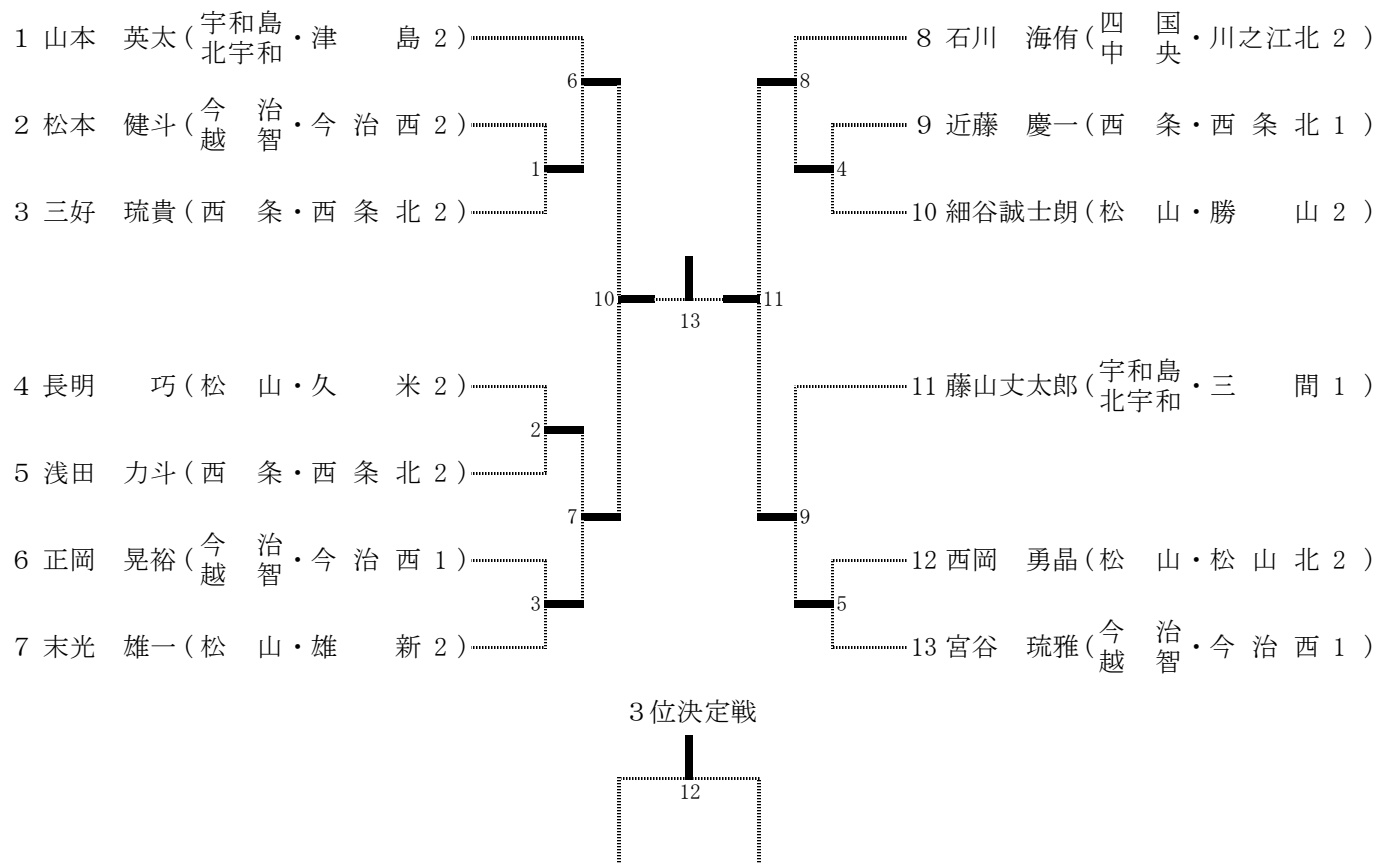 1 山本　英太(宇和島北宇和・津　島 2)
6
2 松本　健斗(今治越智・今 治 西 2)
1
3 三好　琉貴(西　条・西 条 北 2)
10
4 長明　　巧(松　山・久　米 2)
2
5 浅田　力斗(西　条・西 条 北 2)
7
6 正岡　晃裕(今治越智・今 治 西 1)
3
7 末光　雄一(松　山・雄　新 2)
13
8 石川　海侑(四国中央・川之江北 2)
8
9 近藤　慶一(西　条・西 条 北 1)
4
10 細谷誠士朗(松　山・勝　山 2)
11
11 藤山丈太郎(宇和島北宇和・三　間 1)
9
12 西岡　勇晶(松　山・松 山 北 2)
5
13 宮谷　琉雅(今治越智・今 治 西 1)
3位決定戦
12